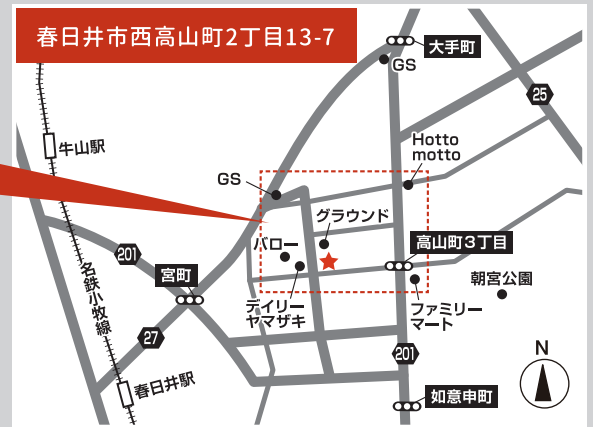 春日井市西高山町2丁目13-7
大手町
GS
25
牛山駅
Hotto
motto
GS
グラウンド
バロー
高山町3丁目
201
宮町
朝宮公園
名鉄小牧線
デイリー
ヤマザキ
ファミリー
マート
27
201
N
春日井駅
如意申町